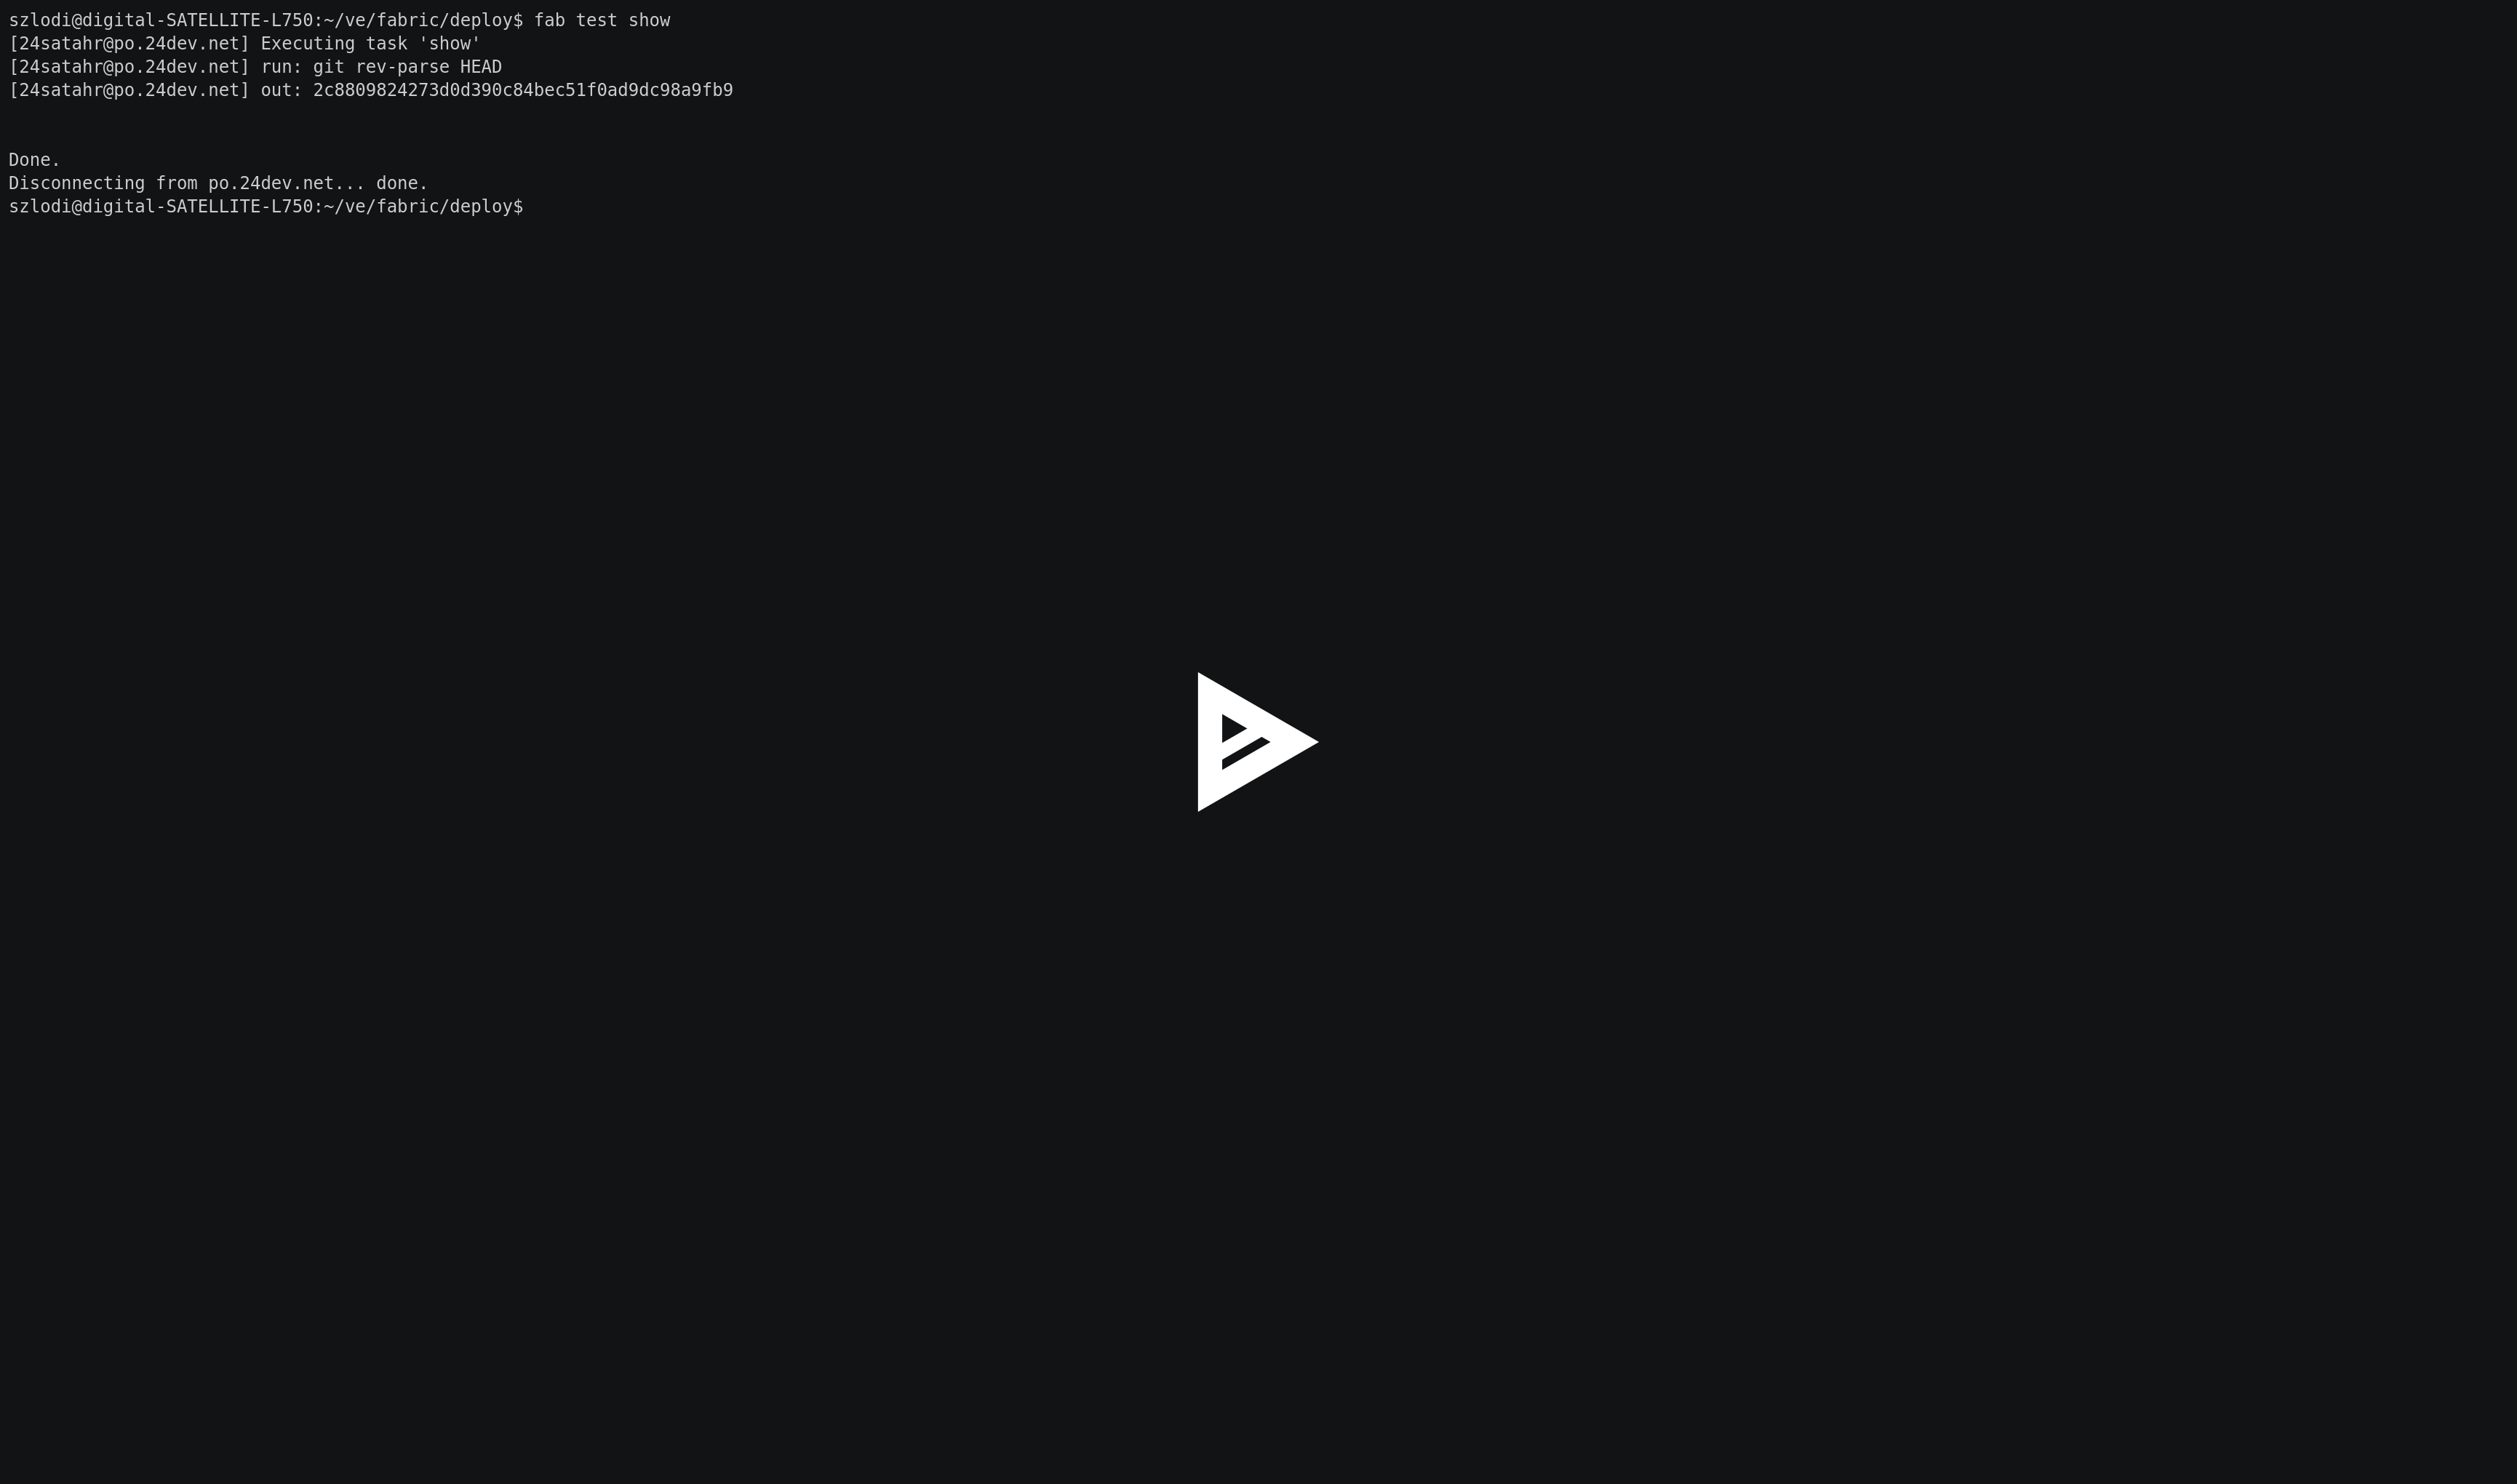 szlodi@digital-SATELLITE-L750:~/ve/fabric/deploy$ fab test show
[24satahr@po.24dev.net] Executing task 'show'
[24satahr@po.24dev.net] run: git rev-parse HEAD
[24satahr@po.24dev.net] out: 2c8809824273d0d390c84bec51f0ad9dc98a9fb9
Done.
Disconnecting from po.24dev.net... done.
szlodi@digital-SATELLITE-L750:~/ve/fabric/deploy$